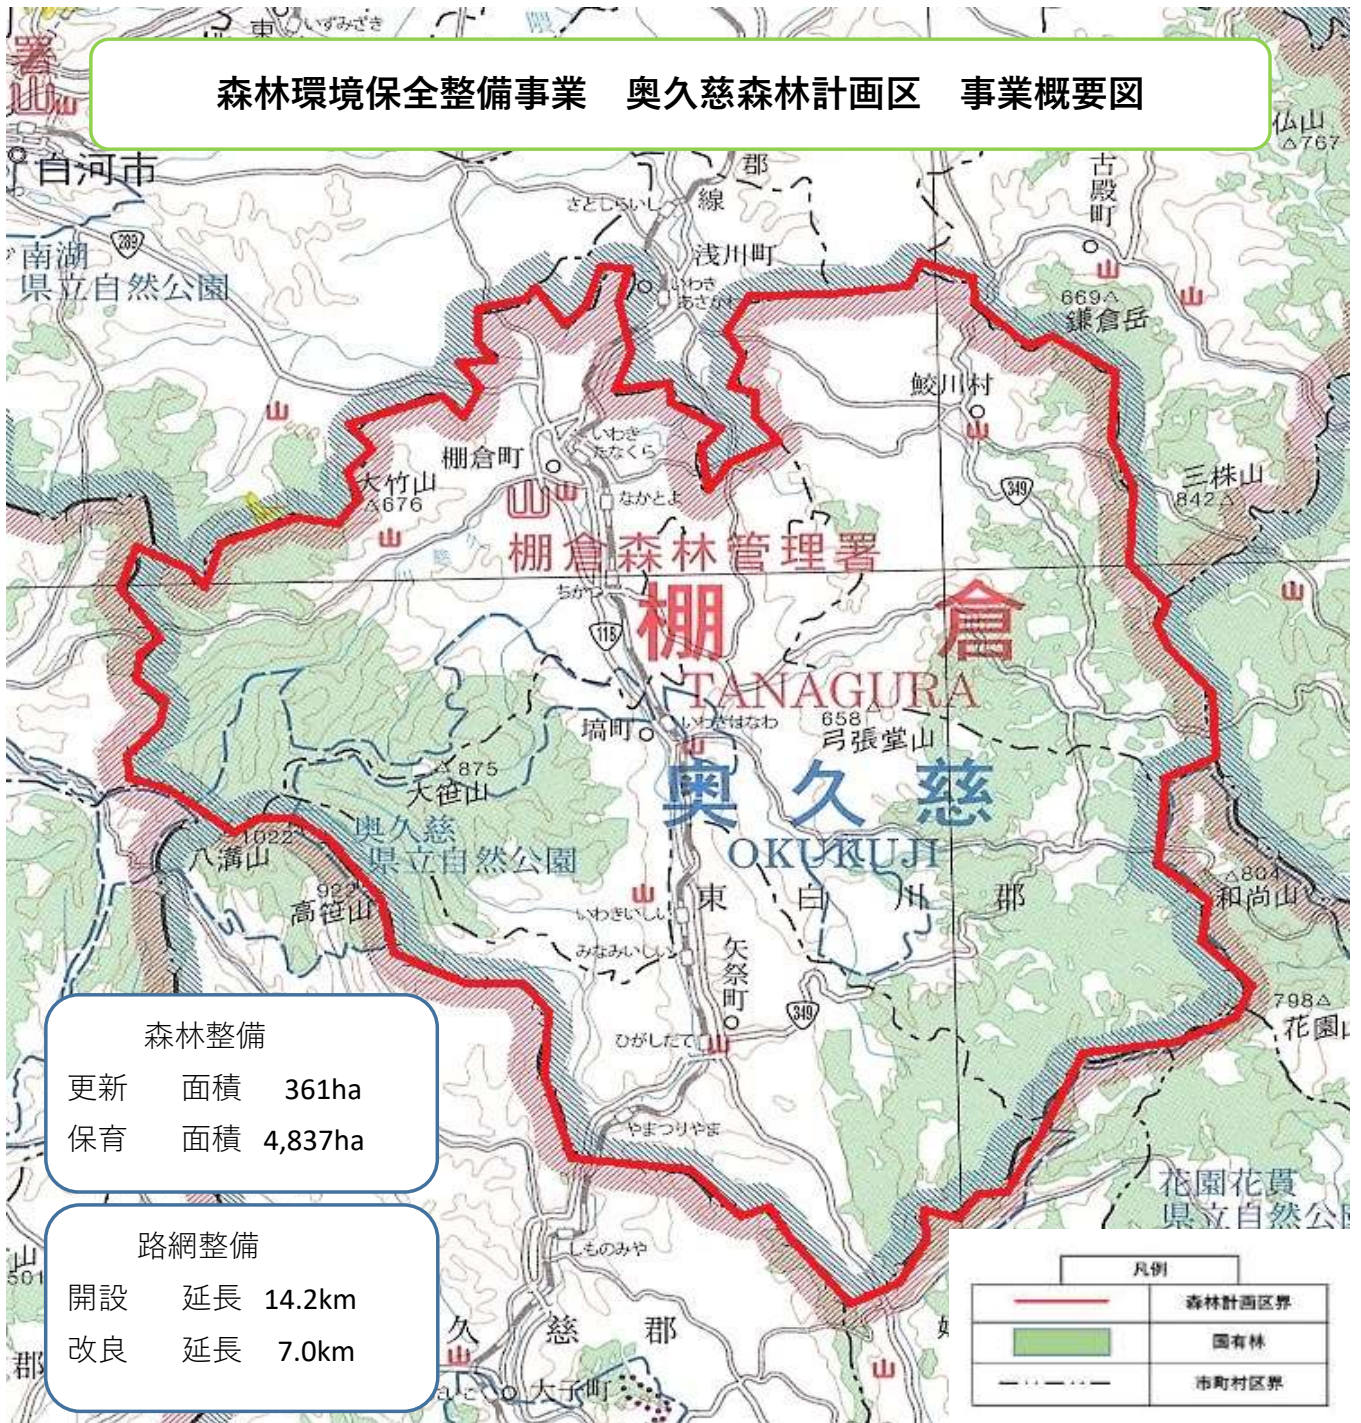 東
いずみざき
署
森林環境保全整備事業　奥久慈森林計画区　事業概要図
仏山
△767
白河市
郡
古殿町
線
さとしらいし
289
南湖
県立自然公園
浅川町
いわき
あさかわ
669△
鎌倉岳
鮫川村
いわき
たなくら
棚倉町
大竹山
△676
なかとよ
349
三株山
842△
棚倉森林管理署
ちかつ
棚倉
118
TANAGURA
いわきはなわ
塙町
658△
弓張堂山
△875
大笹山
奥久慈
OKUKUJI
1022
八溝山
奥久慈
県立自然公園
922
高笹山
△804
和尚山
東白川郡
いわきいしい
みなみいしい
矢祭町
349
798△
花園山
ひがしだて
森林整備
更新　面積　361ha
保育　面積　4,837ha
やまつりやま
花園花貫
県立自然公園
路網整備
開設　延長　14.2km
改良　延長　7.0km
しものみや
山
501
久慈郡
郡
大子町
凡例
森林計画区界
国有林
市町村区界